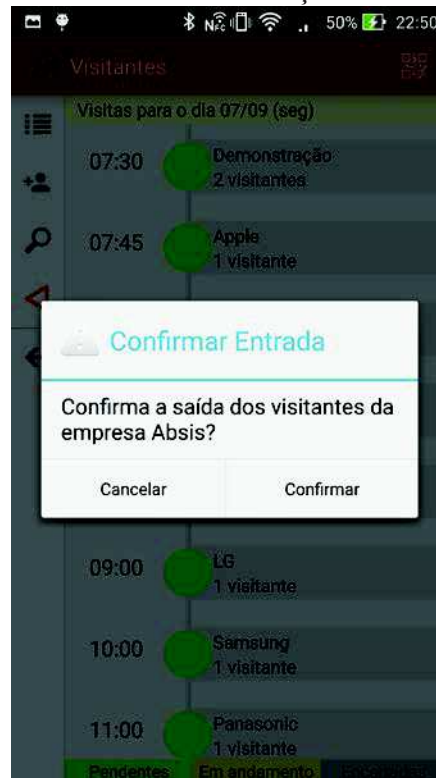 50% 22:50
Visitantes
Visitas para o dia 07/09 (seg)
07:30 Demonstração
2 visitantes
07:45 Apple
1 visitante
Confirmar Entrada
Confirma a saída dos visitantes da
empresa Absis?
Cancelar Confirmar
09:00 LG
1 visitante
10:00 Samsung
1 visitante
11:00 Panasonic
1 visitante
Pendentes Em andamento